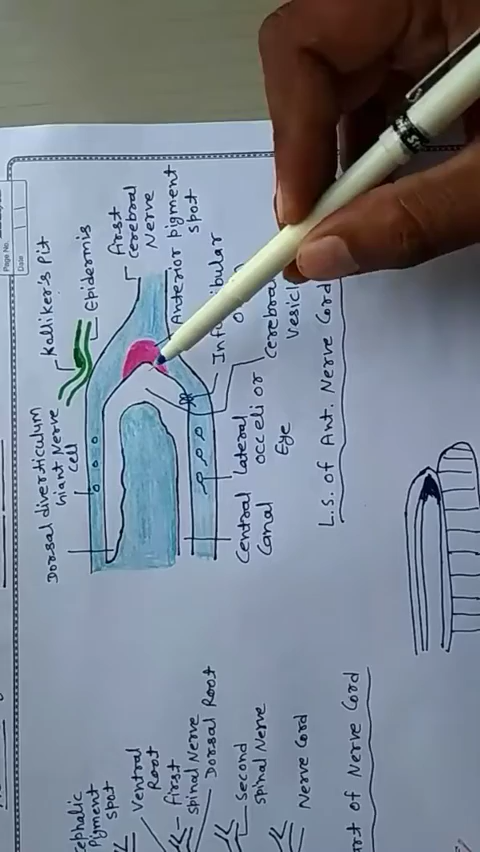 Page No.
Date
Kolliker's Pit
Epidermis
first
Cerebral
Nerve
Anterior Pigment
spot
Dorsal diverticulum
Giant Nerve
Cell
Cerebral
Vesicl
Lateral
occeli or
Eye
Central
Canal
L.S. of Ant. Nerve Cord
ephalic
Pigment
spot
Ventral
Root
first
spinal Nerve
Dorsal Root
Second
spinal Nerve
Nerve Cord
art of Nerve Cord